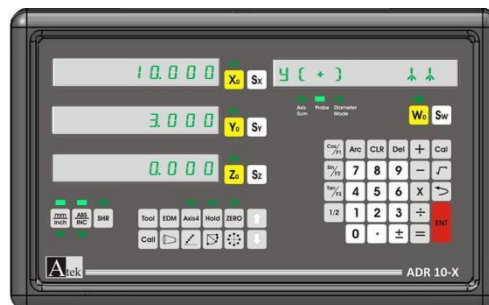 10.000 X₀ Sx Y ( + )
Axis Sum Probe Diameter Mode
3.000 Y₀ Sy W₀ Sw
Cos/F1 Arc CLR Del + Cal
0.000 Z₀ Sz Sin/F2 7 8 9 − √
mm inch ABS INC SHR
Tool EDM Axis4 Hold ZERO
Tan/F3 4 5 6 X
Call 1/2 1 2 3 ÷ ENT
0 . ± =
Atek ADR 10-X